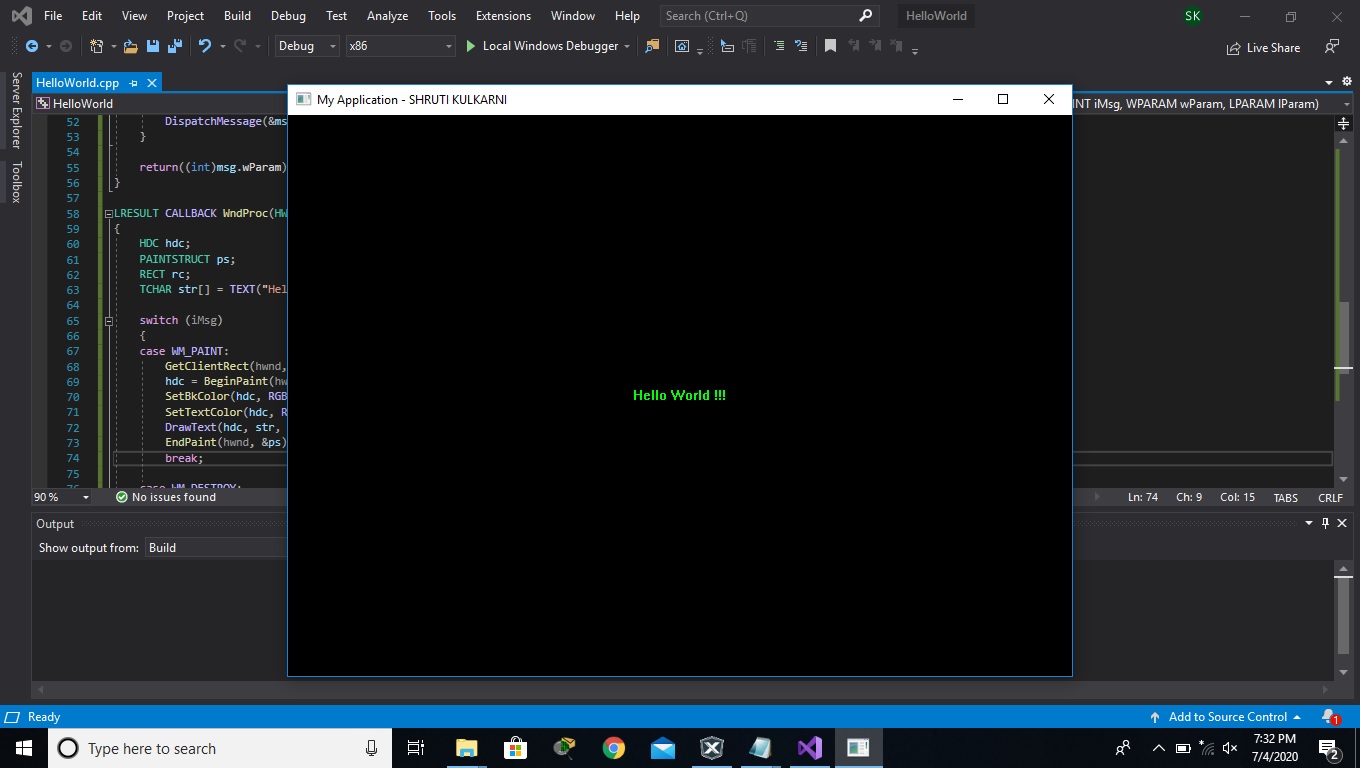 File Edit View Project Build Debug Test Analyze Tools Extensions Window Help Search (Ctrl+Q) HelloWorld SK
Debug x86 Local Windows Debugger Live Share
Server Explorer
Toolbox
HelloWorld.cpp
HelloWorld INT iMsg, WPARAM wParam, LPARAM lParam)
My Application - SHRUTI KULKARNI
52 DispatchMessage(&ms
53 }
54
55 return((int)msg.wParam)
56 }
57
58 LRESULT CALLBACK WndProc(HW
59 {
60 HDC hdc;
61 PAINTSTRUCT ps;
62 RECT rc;
63 TCHAR str[] = TEXT("Hel
64
65 switch (iMsg)
66 {
67 case WM_PAINT:
68 GetClientRect(hwnd,
69 hdc = BeginPaint(hw
70 SetBkColor(hdc, RGB
71 SetTextColor(hdc, R
72 DrawText(hdc, str,
73 EndPaint(hwnd, &ps)
74 break;
75
76 case WM_DESTROY:
Hello World !!!
90 % No issues found Ln: 74 Ch: 9 Col: 15 TABS CRLF
Output
Show output from: Build
Ready Add to Source Control 1
Type here to search 7:32 PM
7/4/2020 2